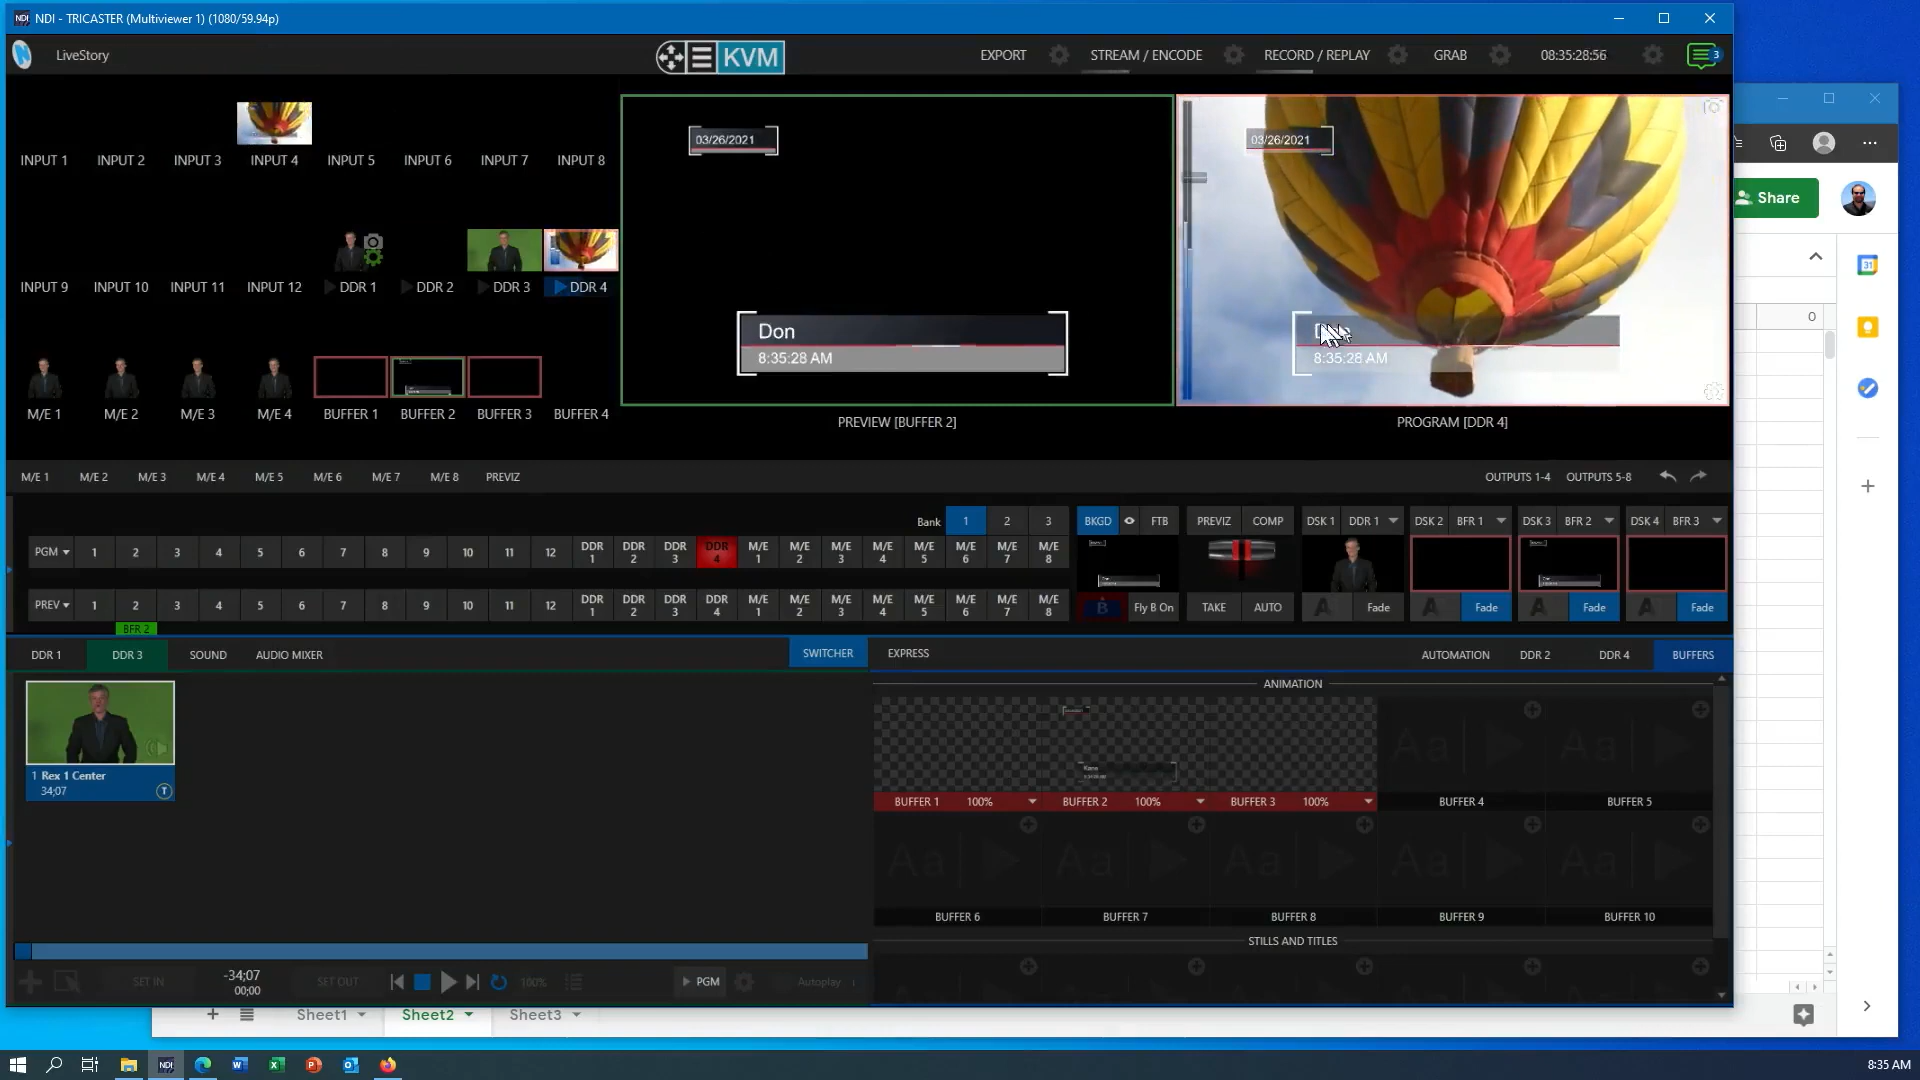 NDI - TRICASTER (Multiviewer 1) (1080/59.94p)
LiveStory
KVM
EXPORT
STREAM / ENCODE
RECORD / REPLAY
GRAB
08:35:28:56
3
INPUT 1
INPUT 2
INPUT 3
INPUT 4
INPUT 5
INPUT 6
INPUT 7
INPUT 8
INPUT 9
INPUT 10
INPUT 11
INPUT 12
DDR 1
DDR 2
DDR 3
DDR 4
M/E 1
M/E 2
M/E 3
M/E 4
BUFFER 1
BUFFER 2
BUFFER 3
BUFFER 4
03/26/2021
Don
8:35:28 AM
PREVIEW [BUFFER 2]
03/26/2021
8:35:28 AM
PROGRAM [DDR 4]
Share
31
0
M/E 1
M/E 2
M/E 3
M/E 4
M/E 5
M/E 6
M/E 7
M/E 8
PREVIZ
OUTPUTS 1-4
OUTPUTS 5-8
Bank
1
2
3
BKGD
FTB
PREVIZ
COMP
DSK 1
DDR 1
DSK 2
BFR 1
DSK 3
BFR 2
DSK 4
BFR 3
PGM 1 2 3 4 5 6 7 8 9 10 11 12 DDR 1 DDR 2 DDR 3 DDR 4 M/E 1 M/E 2 M/E 3 M/E 4 M/E 5 M/E 6 M/E 7 M/E 8
PREV 1 2 3 4 5 6 7 8 9 10 11 12 DDR 1 DDR 2 DDR 3 DDR 4 M/E 1 M/E 2 M/E 3 M/E 4 M/E 5 M/E 6 M/E 7 M/E 8
BFR 2
B
Fly B On
TAKE
AUTO
Fade
Fade
Fade
Fade
DDR 1
DDR 3
SOUND
AUDIO MIXER
SWITCHER
EXPRESS
AUTOMATION
DDR 2
DDR 4
BUFFERS
1 Rex 1 Center
34;07
T
ANIMATION
BUFFER 1 100%
BUFFER 2 100%
BUFFER 3 100%
BUFFER 4
BUFFER 5
BUFFER 6
BUFFER 7
BUFFER 8
BUFFER 9
BUFFER 10
STILLS AND TITLES
SET IN
-34;07
00;00
SET OUT
100%
PGM
Autoplay
Sheet1
Sheet2
Sheet3
NDI
8:35 AM